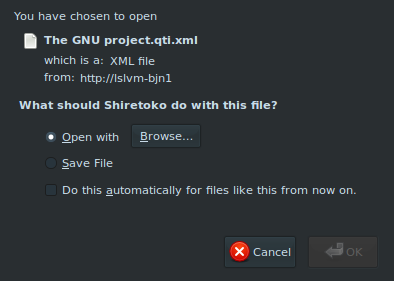 You have chosen to open
The GNU project.qti.xml
which is a: XML file
from: http://lslvm-bjn1
What should Shiretoko do with this file?
Open with Browse...
Save File
Do this automatically for files like this from now on.
Cancel OK